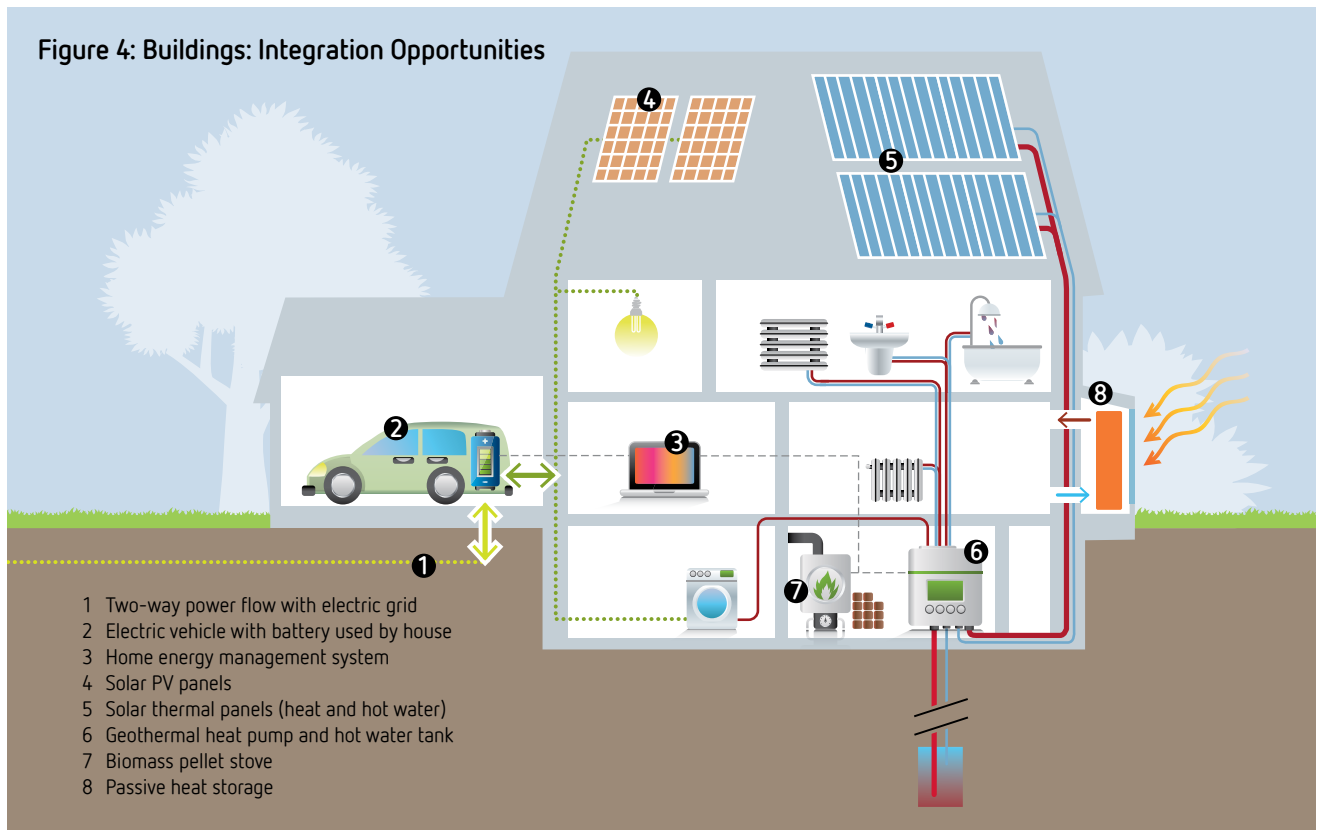 Figure 4: Buildings: Integration Opportunities
4
5
8
2
3
6
1
7
1 Two-way power flow with electric grid
2 Electric vehicle with battery used by house
3 Home energy management system
4 Solar PV panels
5 Solar thermal panels (heat and hot water)
6 Geothermal heat pump and hot water tank
7 Biomass pellet stove
8 Passive heat storage